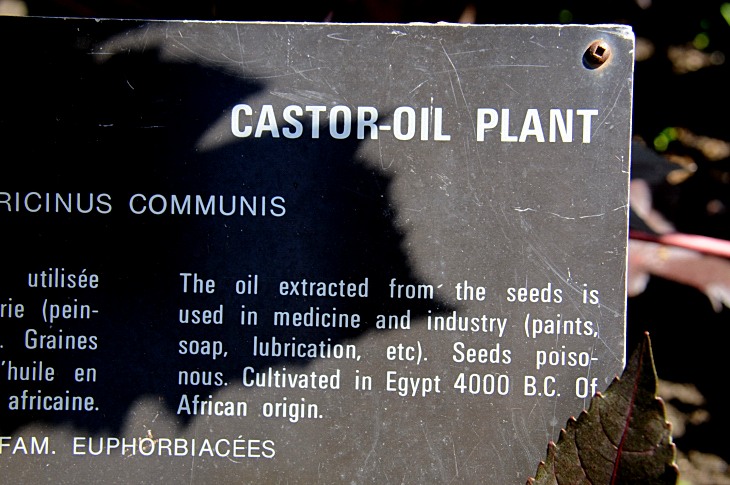 CASTOR-OIL PLANT
RICINUS COMMUNIS
utilisée
rie (pein-
. Graines
'huile en
africaine.
The oil extracted from the seeds is
used in medicine and industry (paints,
soap, lubrication, etc). Seeds poiso-
nous. Cultivated in Egypt 4000 B.C. Of
African origin.
FAM. EUPHORBIACÉES